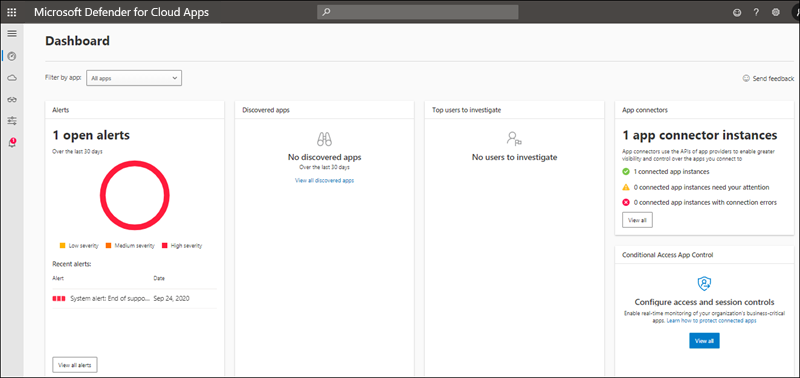 Microsoft Defender for Cloud Apps
?
Dashboard
Filter by app:
All apps
Send feedback
Alerts
1 open alerts
Over the last 30 days
Low severity
Medium severity
High severity
Recent alerts:
Alert
Date
System alert: End of suppo...
Sep 24, 2020
View all alerts
Discovered apps
No discovered apps
Over the last 30 days
View all discovered apps
Top users to investigate
No users to investigate
App connectors
1 app connector instances
App connectors use the APIs of app providers to enable greater
visibility and control over the apps you connect to
1 connected app instances
0 connected app instances need your attention
0 connected app instances with connection errors
View all
Conditional Access App Control
Configure access and session controls
Enable real-time monitoring of your organization's business-critical
apps. Learn how to protect connected apps
View all